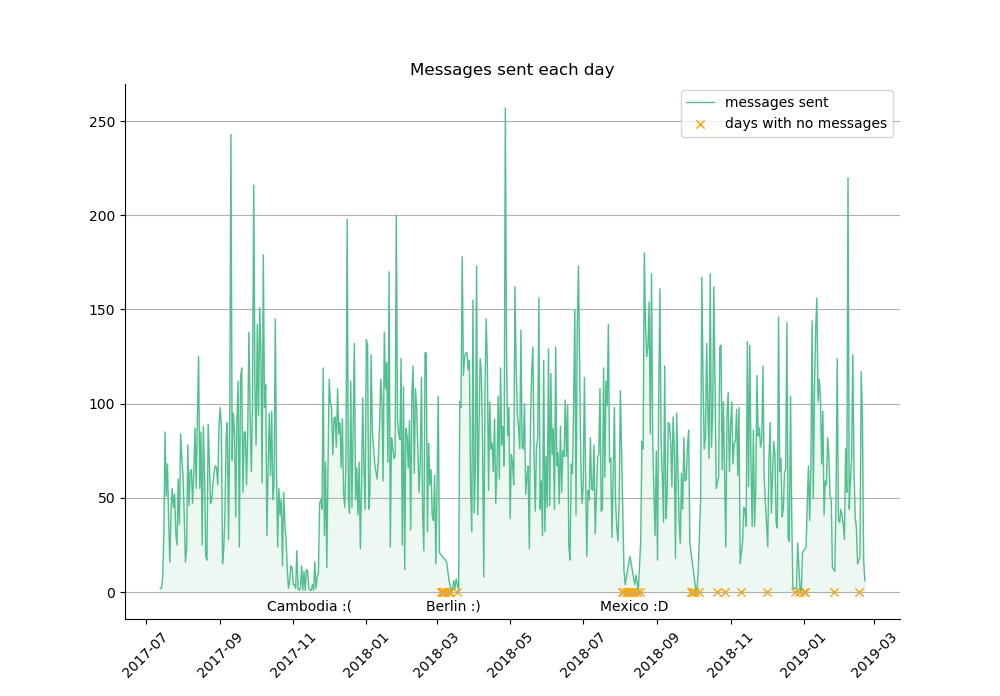 Messages sent each day
messages sent
days with no messages
250
200
150
100
50
0
Cambodia :(
Berlin :)
Mexico :D
2017-07
2017-09
2017-11
2018-01
2018-03
2018-05
2018-07
2018-09
2018-11
2019-01
2019-03